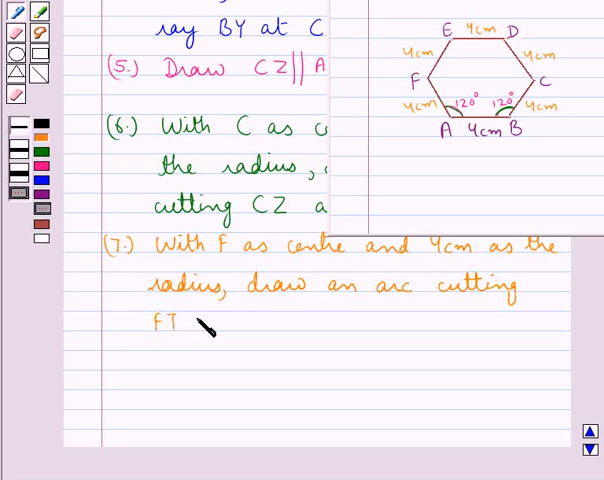 ray BY at C
(5.) Draw CZ|| A
(6.) With C as c
the radius,
cutting CZ a
(7.) With F as centre and 4cm as the
radius, draw an arc cutting
FT
E 4cm D
4cm 4cm
F C
4cm 120° 120° 4cm
A 4cm B